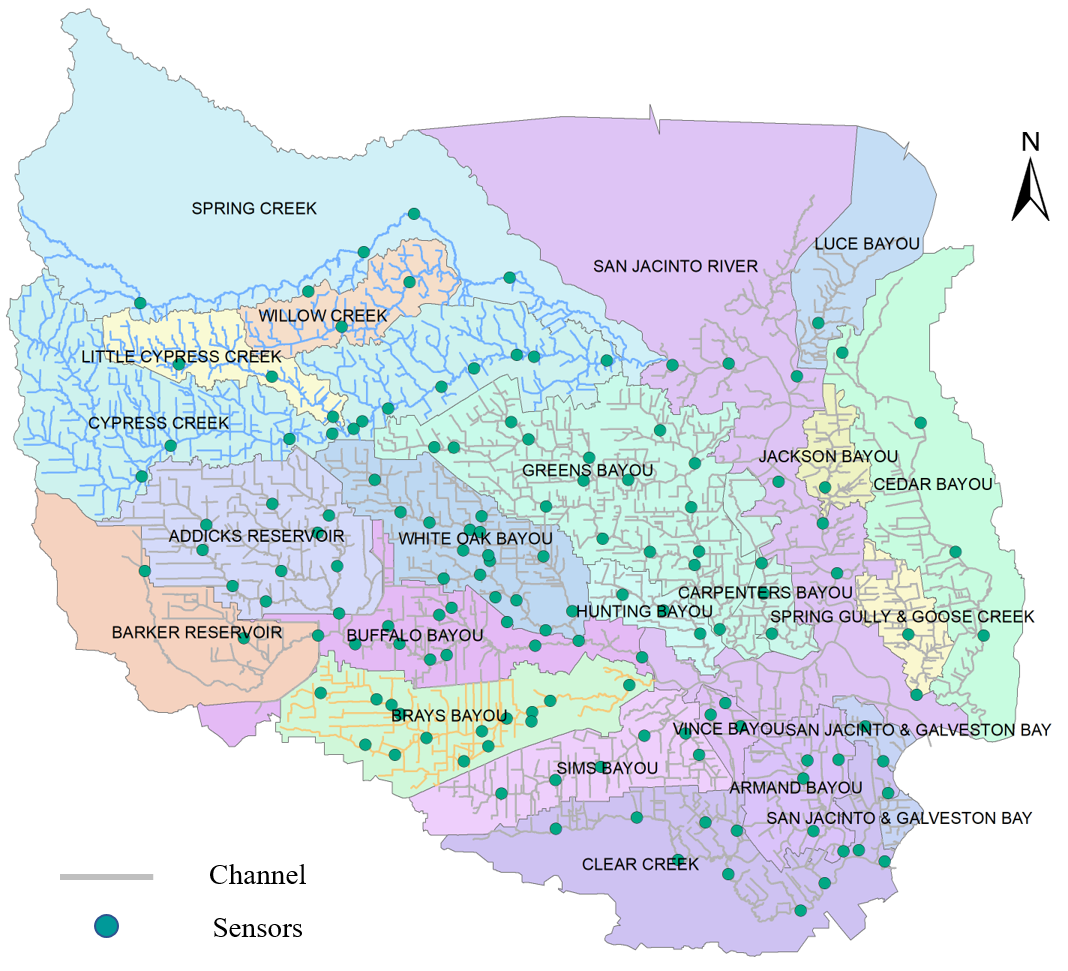 N
SPRING CREEK
LUCE BAYOU
SAN JACINTO RIVER
WILLOW CREEK
LITTLE CYPRESS CREEK
CYPRESS CREEK
JACKSON BAYOU
GREENS BAYOU
CEDAR BAYOU
ADDICKS RESERVOIR
WHITE OAK BAYOU
CARPENTERS BAYOU
HUNTING BAYOU
SPRING GULLY & GOOSE CREEK
BARKER RESERVOIR
BUFFALO BAYOU
BRAYS BAYOU
VINCE BAYOU
SAN JACINTO & GALVESTON BAY
SIMS BAYOU
ARMAND BAYOU
SAN JACINTO & GALVESTON BAY
CLEAR CREEK
Channel
Sensors